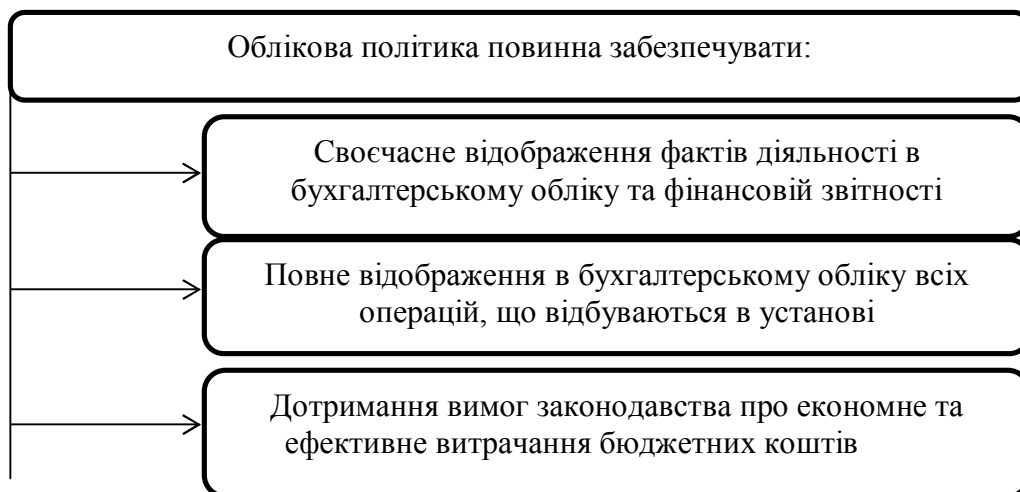 Облікова політика повинна забезпечувати:
Своєчасне відображення фактів діяльності в
бухгалтерському обліку та фінансовій звітності
Повне відображення в бухгалтерському обліку всіх
операцій, що відбуваються в установі
Дотримання вимог законодавства про економне та
ефективне витрачання бюджетних коштів